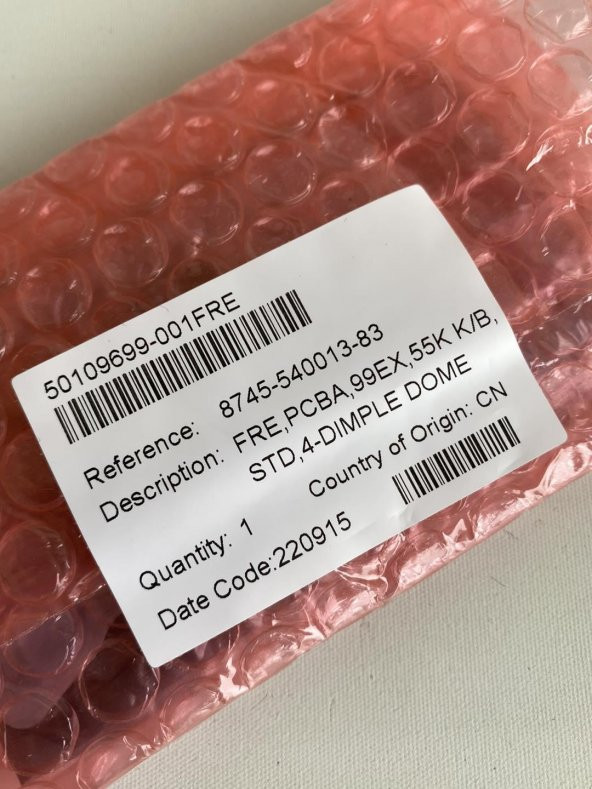 50109699-001FRE
Reference: 8745-540013-83
Description: FRE,PCBA,99EX,55K K/B,
STD,4-DIMPLE DOME
Quantity: 1 Country of Origin: CN
Date Code:220915